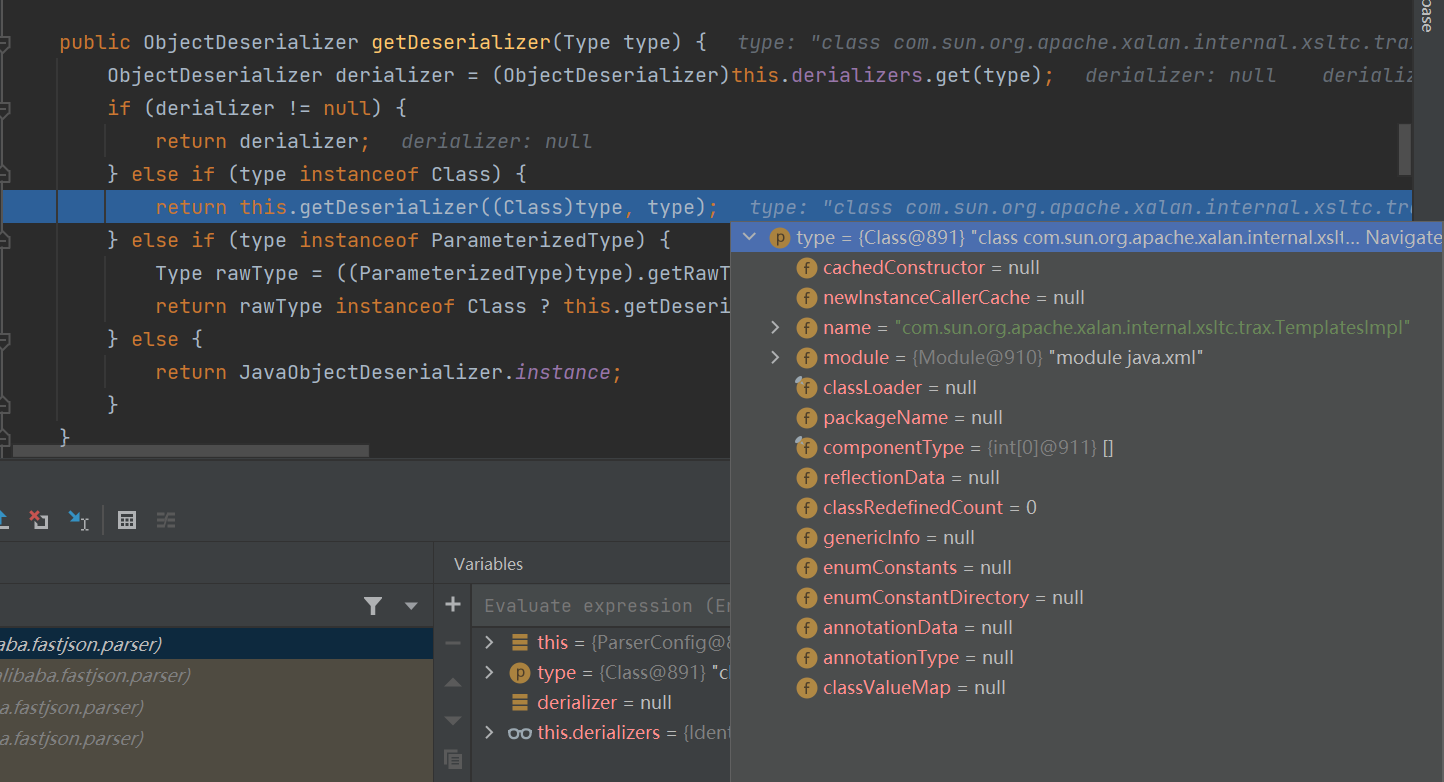 base
public ObjectDeserializer getDeserializer(Type type) {   type: "class com.sun.org.apache.xalan.internal.xsltc.trax
ObjectDeserializer derializer = (ObjectDeserializer)this.derializers.get(type);   derializer: null   derializ
if (derializer != null) {
return derializer;   derializer: null
} else if (type instanceof Class) {
return this.getDeserializer((Class)type, type);   type: "class com.sun.org.apache.xalan.internal.xsltc.tra
} else if (type instanceof ParameterizedType) {
Type rawType = ((ParameterizedType)type).getRawT
return rawType instanceof Class ? this.getDeseri
} else {
return JavaObjectDeserializer.instance;
}
}
p type = {Class@891} "class com.sun.org.apache.xalan.internal.xslt... Navigate
f cachedConstructor = null
f newInstanceCallerCache = null
f name = "com.sun.org.apache.xalan.internal.xsltc.trax.TemplatesImpl"
f module = {Module@910} "module java.xml"
f classLoader = null
f packageName = null
f componentType = {int[0]@911} []
f reflectionData = null
f classRedefinedCount = 0
f genericInfo = null
f enumConstants = null
f enumConstantDirectory = null
f annotationData = null
f annotationType = null
f classValueMap = null
aba.fastjson.parser)
libaba.fastjson.parser)
a.fastjson.parser)
a.fastjson.parser)
Variables
Evaluate expression (En
this = {ParserConfig@8
p type = {Class@891} "cl
derializer = null
this.derializers = {Ident